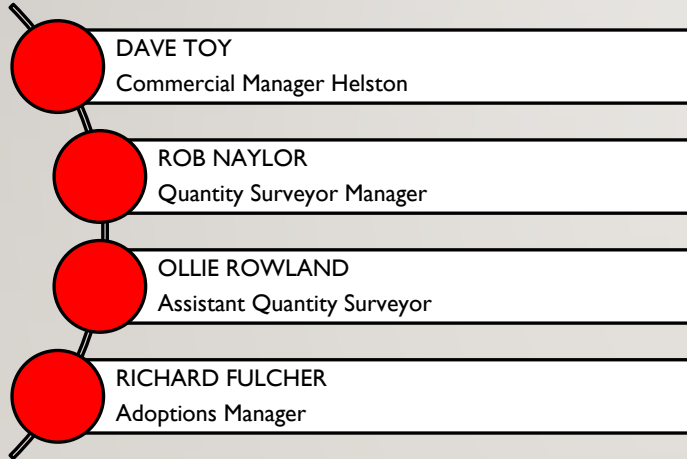 DAVE TOY
Commercial Manager Helston
ROB NAYLOR
Quantity Surveyor Manager
OLLIE ROWLAND
Assistant Quantity Surveyor
RICHARD FULCHER
Adoptions Manager